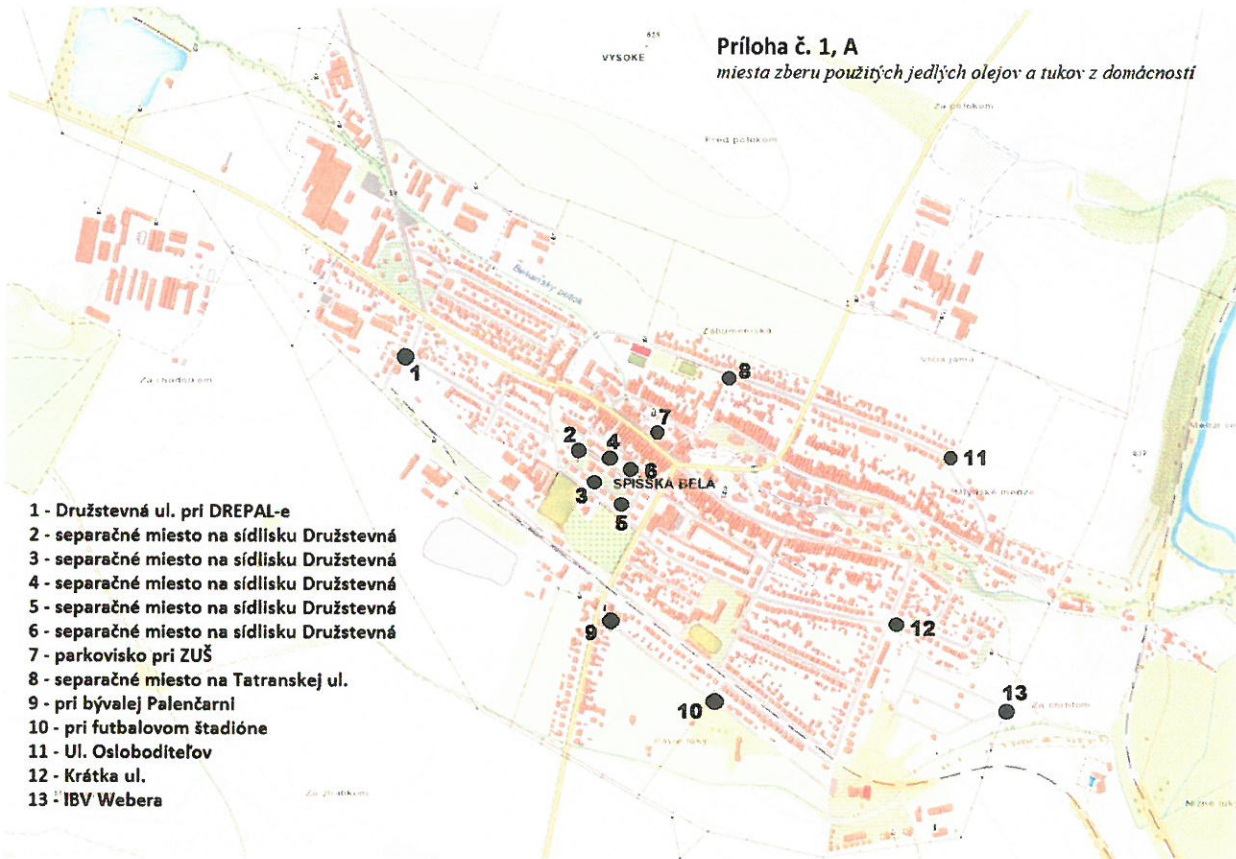 Príloha č. 1, A
miesta zberu použitých jedlých olejov a tukov z domácností
VYSOKÉ
Za potokom
Pred potokom
Belianský potok
Záhumenská
Vlčia jama
Za chodníkom
1
2
3
4
5
6
7
8
9
10
11
12
13
SPIŠSKÁ BELÁ
1 - Družstevná ul. pri DREPAL-e
2 - separačné miesto na sídlisku Družstevná
3 - separačné miesto na sídlisku Družstevná
4 - separačné miesto na sídlisku Družstevná
5 - separačné miesto na sídlisku Družstevná
6 - separačné miesto na sídlisku Družstevná
7 - parkovisko pri ZUŠ
8 - separačné miesto na Tatranskej ul.
9 - pri bývalej Palenčarni
10 - pri futbalovom štadióne
11 - Ul. Osloboditeľov
12 - Krátka ul.
13 - IBV Webera